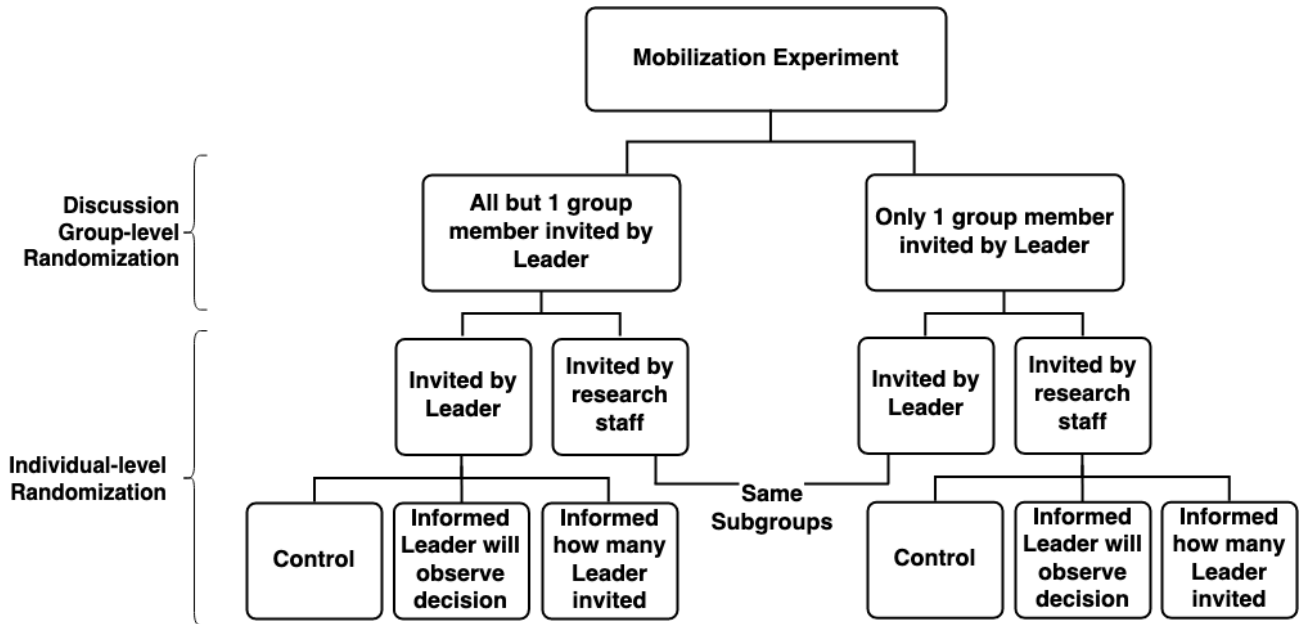 Mobilization Experiment
Discussion
Group-level
Randomization
All but 1 group
member invited by
Leader
Only 1 group member
invited by Leader
Individual-level
Randomization
Invited by
Leader
Invited by
research
staff
Invited by
Leader
Invited by
research
staff
Same
Subgroups
Control
Informed
Leader will
observe
decision
Informed
how many
Leader
invited
Control
Informed
Leader will
observe
decision
Informed
how many
Leader
invited